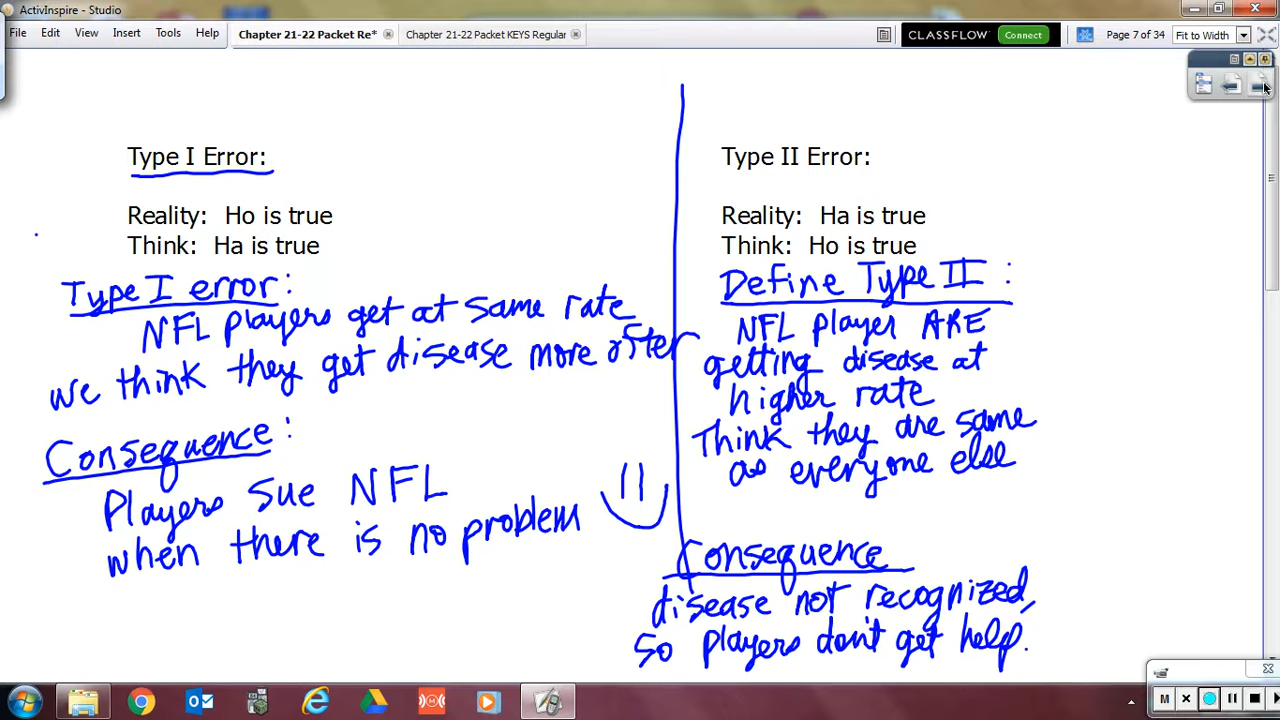 ActivInspire - Studio
File Edit View Insert Tools Help
Chapter 21-22 Packet Re* Chapter 21-22 Packet KEYS Regular
CLASSFLOW Connect
Page 7 of 34 Fit to Width
Type I Error:
Reality: Ho is true
Think: Ha is true
Type I error:
NFL players get at same rate
we think they get disease more often
Consequence:
Players sue NFL
when there is no problem
Type II Error:
Reality: Ha is true
Think: Ho is true
Define Type II :
NFL player ARE
getting disease at
higher rate
Think they are same
as everyone else
Consequence
disease not recognized,
so players don't get help.
M